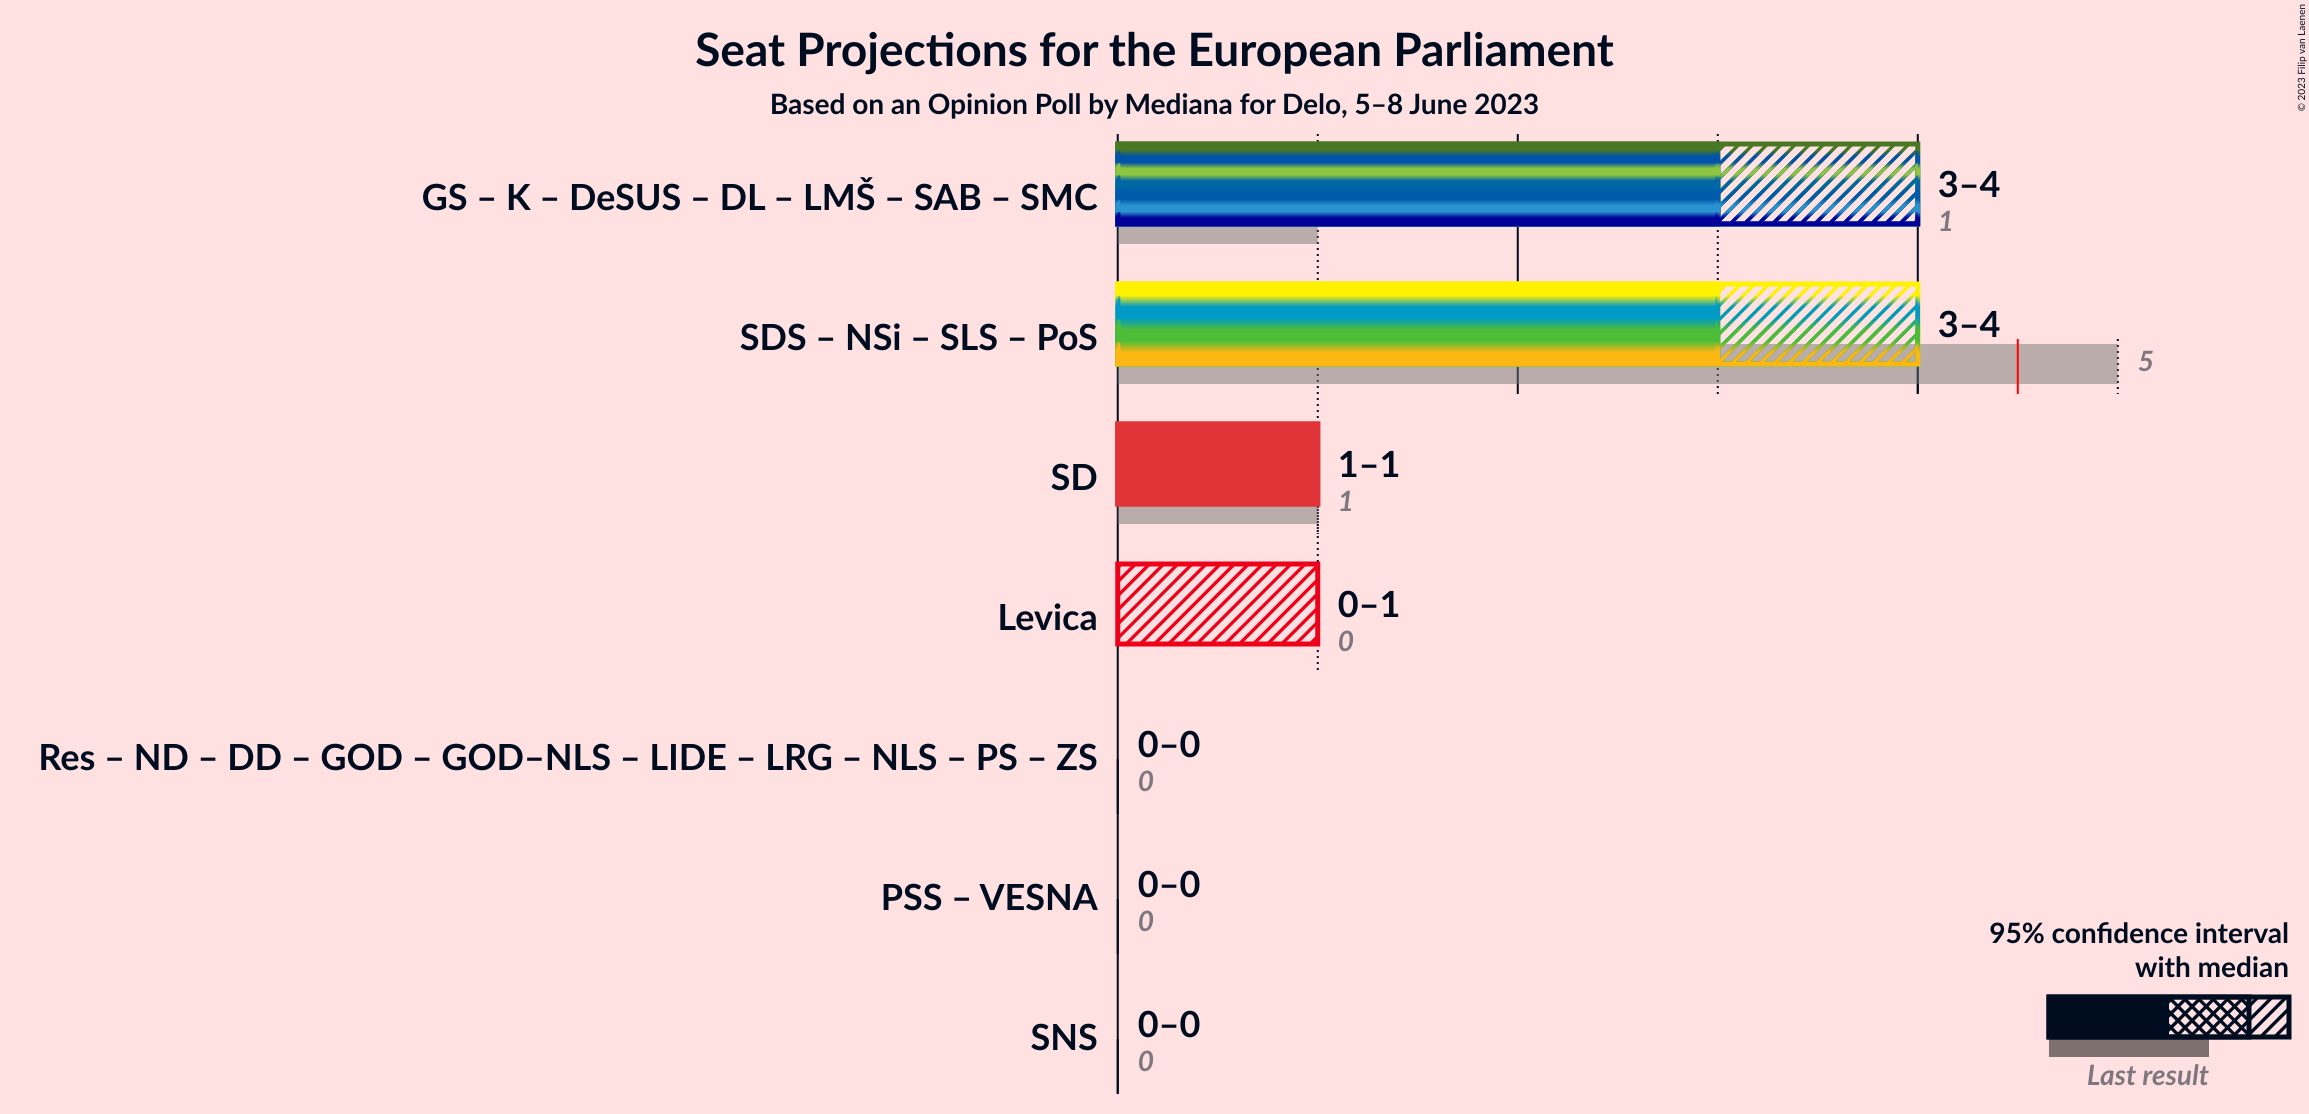 Seat Projections for the European Parliament
Based on an Opinion Poll by Mediana for Delo, 5–8 June 2023
© 2023 Filip van Laenen
GS – K – DeSUS – DL – LMŠ – SAB – SMC
3–4
1
SDS – NSi – SLS – PoS
3–4
5
SD
1–1
1
Levica
0–1
0
Res – ND – DD – GOD – GOD–NLS – LIDE – LRG – NLS – PS – ZS
0–0
0
PSS – VESNA
0–0
0
SNS
0–0
0
95% confidence interval
with median
Last result